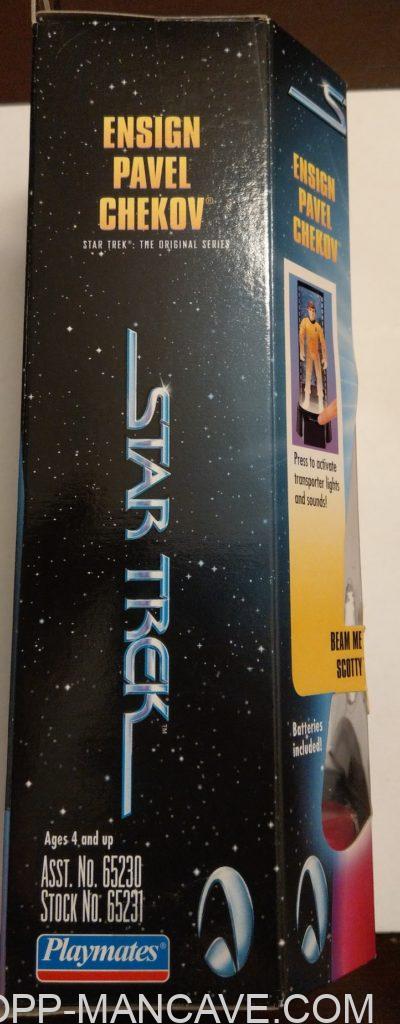 ENSIGN
PAVEL
CHEKOV®
STAR TREK®: THE ORIGINAL SERIES
STAR TREK™
Ages 4 and up
ASST. NO. 65230
STOCK NO. 65231
Playmates®
ENSIGN
PAVEL
CHEKOV
Press to activate
transporter lights
and sounds!
BEAM ME
SCOTTY
Batteries
included!
OPP-MANCAVE.COM